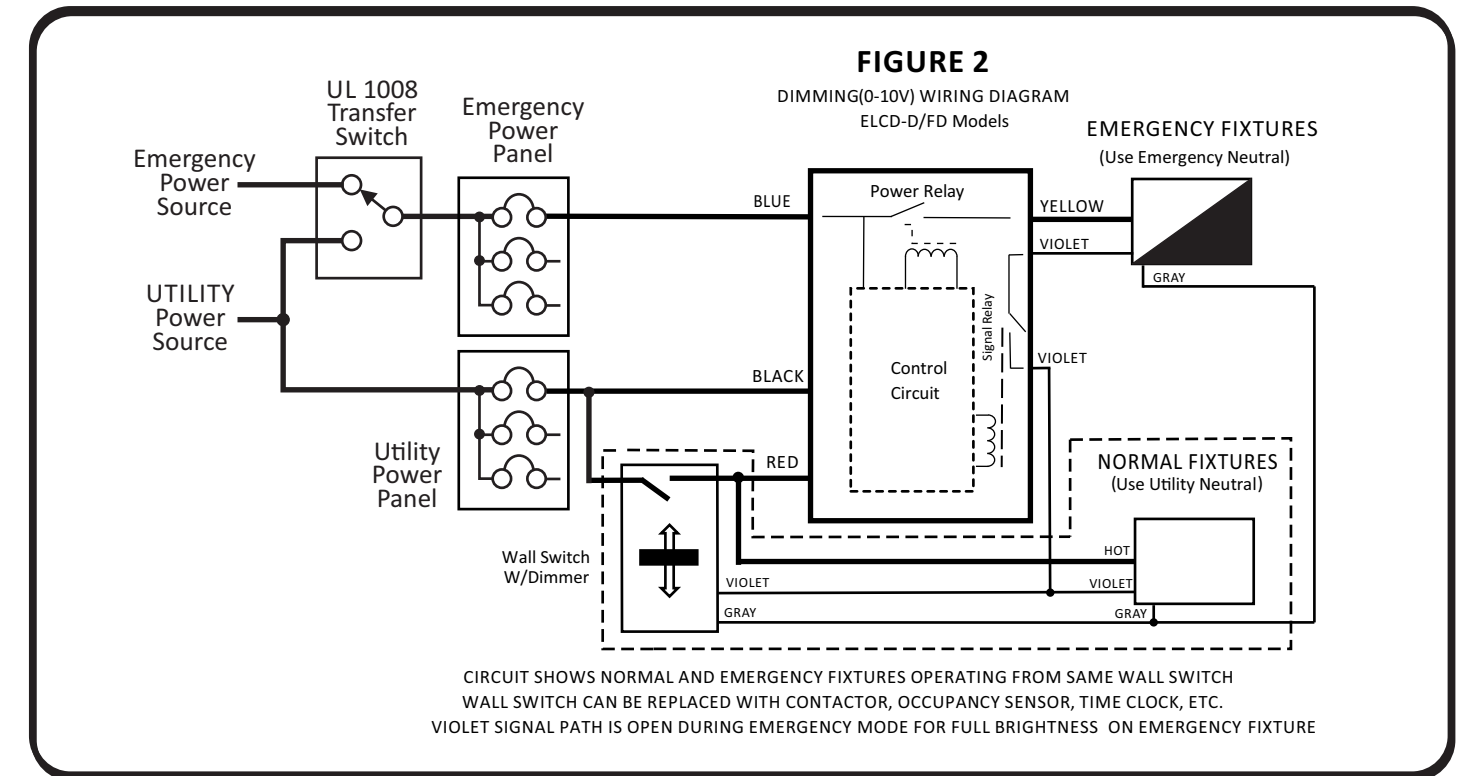 FIGURE 2
DIMMING(0-10V) WIRING DIAGRAM
ELCD-D/FD Models
UL 1008
Transfer
Switch
Emergency
Power
Panel
Emergency
Power
Source
UTILITY
Power
Source
Utility
Power
Panel
BLUE
BLACK
RED
Power Relay
Signal Relay
Control
Circuit
YELLOW
VIOLET
GRAY
VIOLET
EMERGENCY FIXTURES
(Use Emergency Neutral)
NORMAL FIXTURES
(Use Utility Neutral)
HOT
VIOLET
GRAY
Wall Switch
W/Dimmer
VIOLET
GRAY
CIRCUIT SHOWS NORMAL AND EMERGENCY FIXTURES OPERATING FROM SAME WALL SWITCH
WALL SWITCH CAN BE REPLACED WITH CONTACTOR, OCCUPANCY SENSOR, TIME CLOCK, ETC.
VIOLET SIGNAL PATH IS OPEN DURING EMERGENCY MODE FOR FULL BRIGHTNESS ON EMERGENCY FIXTURE